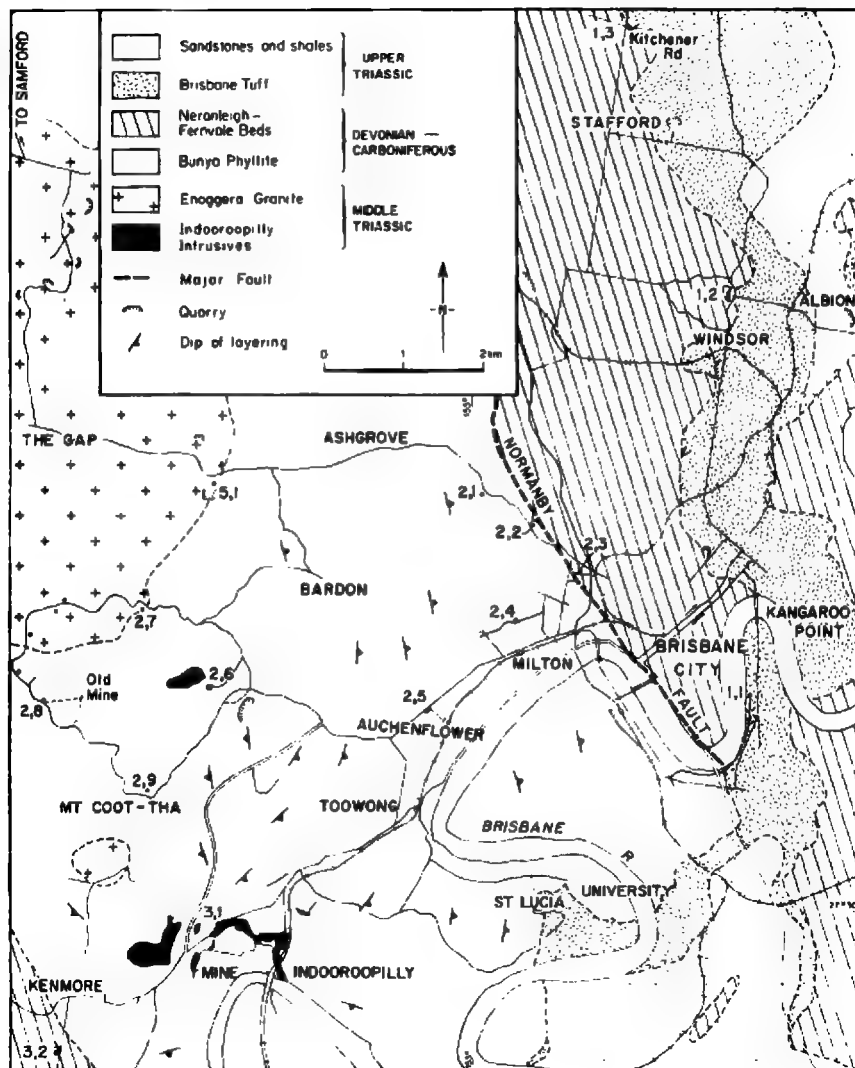 TO SAMFORD
Sandstones and shales
UPPER
TRIASSIC
Brisbane Tuff
Neranleigh-
Fernvale Beds
DEVONIAN —
CARBONIFEROUS
Bunya Phyllite
Enoggera Granite
MIDDLE
TRIASSIC
Indooroopilly
Intrusives
Major Fault
Quarry
Dip of layering
-N-
0 1 2km
1,3
Kitchener
Rd
STAFFORD
1,2
ALBION
WINDSOR
THE GAP
ASHGROVE
NORMANBY
FAULT
5,1
2,1
2,2
2,3
BARDON
2,7
2,4
KANGAROO
POINT
BRISBANE
CITY
MILTON
Old
Mine
2,6
2,8
2,5
1,1
AUCHENFLOWER
2,9
MT COOT-THA
TOOWONG
BRISBANE
R
ST LUCIA
UNIVERSITY
3,1
MINE
INDOOROOPILLY
KENMORE
3,2